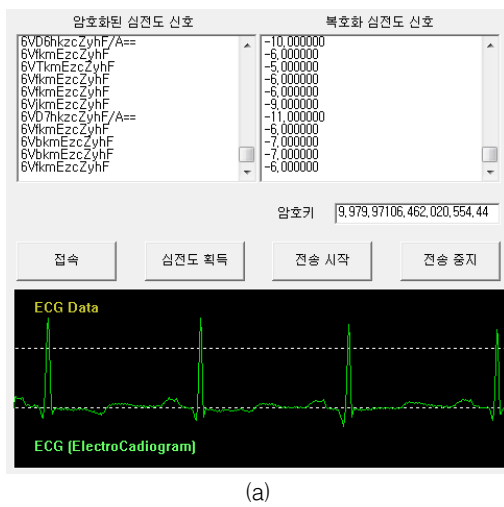 암호화된 심전도 신호
복호화 심전도 신호
6VD6hkzcZyhF/A==
6VfkmEzcZyhF
6VTkmEzcZyhF
6VfkmEzcZyhF
6VfkmEzcZyhF
6VjkmEzcZyhF
6VD7hkzcZyhF/A==
6VfkmEzcZyhF
6VbkmEzcZyhF
6VbkmEzcZyhF
6VfkmEzcZyhF
-10,000000
-6,000000
-5,000000
-6,000000
-6,000000
-9,000000
-11,000000
-6,000000
-7,000000
-7,000000
-6,000000
암호키 9,979,97106,462,020,554,44
접속 심전도 획득 전송 시작 전송 중지
ECG Data
ECG (ElectroCadiogram)
(a)